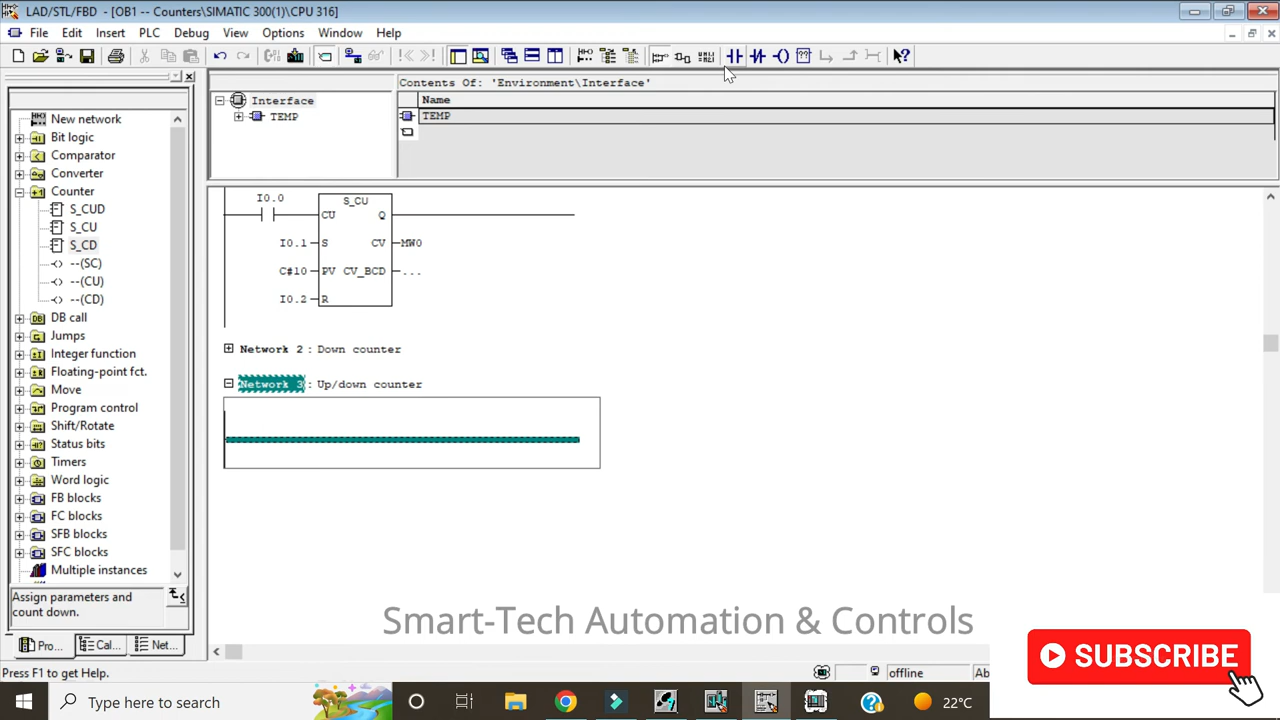 LAD/STL/FBD - [OB1 -- Counters\SIMATIC 300(1)\CPU 316]
File Edit Insert PLC Debug View Options Window Help
Contents Of: 'Environment\Interface'
Interface
TEMP
Name
TEMP
New network
Bit logic
Comparator
Converter
Counter
S_CUD
S_CU
S_CD
--(SC)
--(CU)
--(CD)
DB call
Jumps
Integer function
Floating-point fct.
Move
Program control
Shift/Rotate
Status bits
Timers
Word logic
FB blocks
FC blocks
SFB blocks
SFC blocks
Multiple instances
Assign parameters and
count down.
Pro... Cal... Net...
I0.0 S_CU
CU Q
I0.1 S CV MW0
C#10 PV CV_BCD ...
I0.2 R
Network 2 : Down counter
Network 3 : Up/down counter
Smart-Tech Automation & Controls
SUBSCRIBE
Press F1 to get Help.
offline Ab
Type here to search
22°C